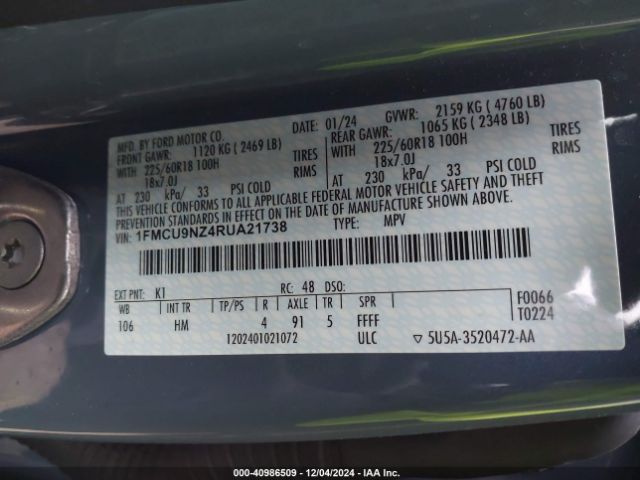 MFD. BY FORD MOTOR CO. DATE: 01/24 GVWR: 2159 KG ( 4760 LB)
FRONT GAWR: 1120 KG ( 2469 LB) REAR GAWR: 1065 KG ( 2348 LB)
WITH 225/60R18 100H TIRES WITH 225/60R18 100H TIRES
18x7.0J RIMS 18x7.0J RIMS
AT 230 kPa/ 33 PSI COLD AT 230 kPa/ 33 PSI COLD
THIS VEHICLE CONFORMS TO ALL APPLICABLE FEDERAL MOTOR VEHICLE SAFETY AND THEFT
PREVENTION STANDARDS IN EFFECT ON THE DATE OF MANUFACTURE SHOWN ABOVE.
VIN: 1FMCU9NZ4RUA21738 TYPE: MPV
EXT PNT: K1 RC: 48 DSO:
WB INT TR TP/PS R AXLE TR SPR F0066
106 HM 4 91 5 FFFF T0224
1202401021072 ULC ▽ 5U5A-3520472-AA
000-40986509 - 12/04/2024 - IAA Inc.